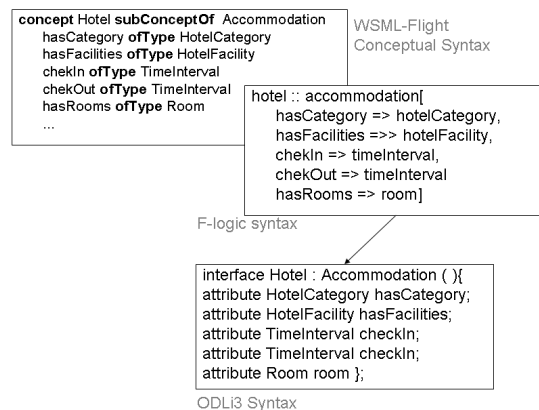 concept Hotel subConceptOf Accommodation
hasCategory ofType HotelCategory
hasFacilities ofType HotelFacility
chekIn ofType TimeInterval
chekOut ofType TimeInterval
hasRooms ofType Room
...
WSML-Flight
Conceptual Syntax
hotel :: accommodation[
hasCategory => hotelCategory,
hasFacilities =>> hotelFacility,
chekIn => timeInterval,
chekOut => timeInterval
hasRooms => room]
F-logic syntax
interface Hotel : Accommodation ( ){
attribute HotelCategory hasCategory;
attribute HotelFacility hasFacilities;
attribute TimeInterval checkIn;
attribute TimeInterval checkIn;
attribute Room room };
ODLi3 Syntax